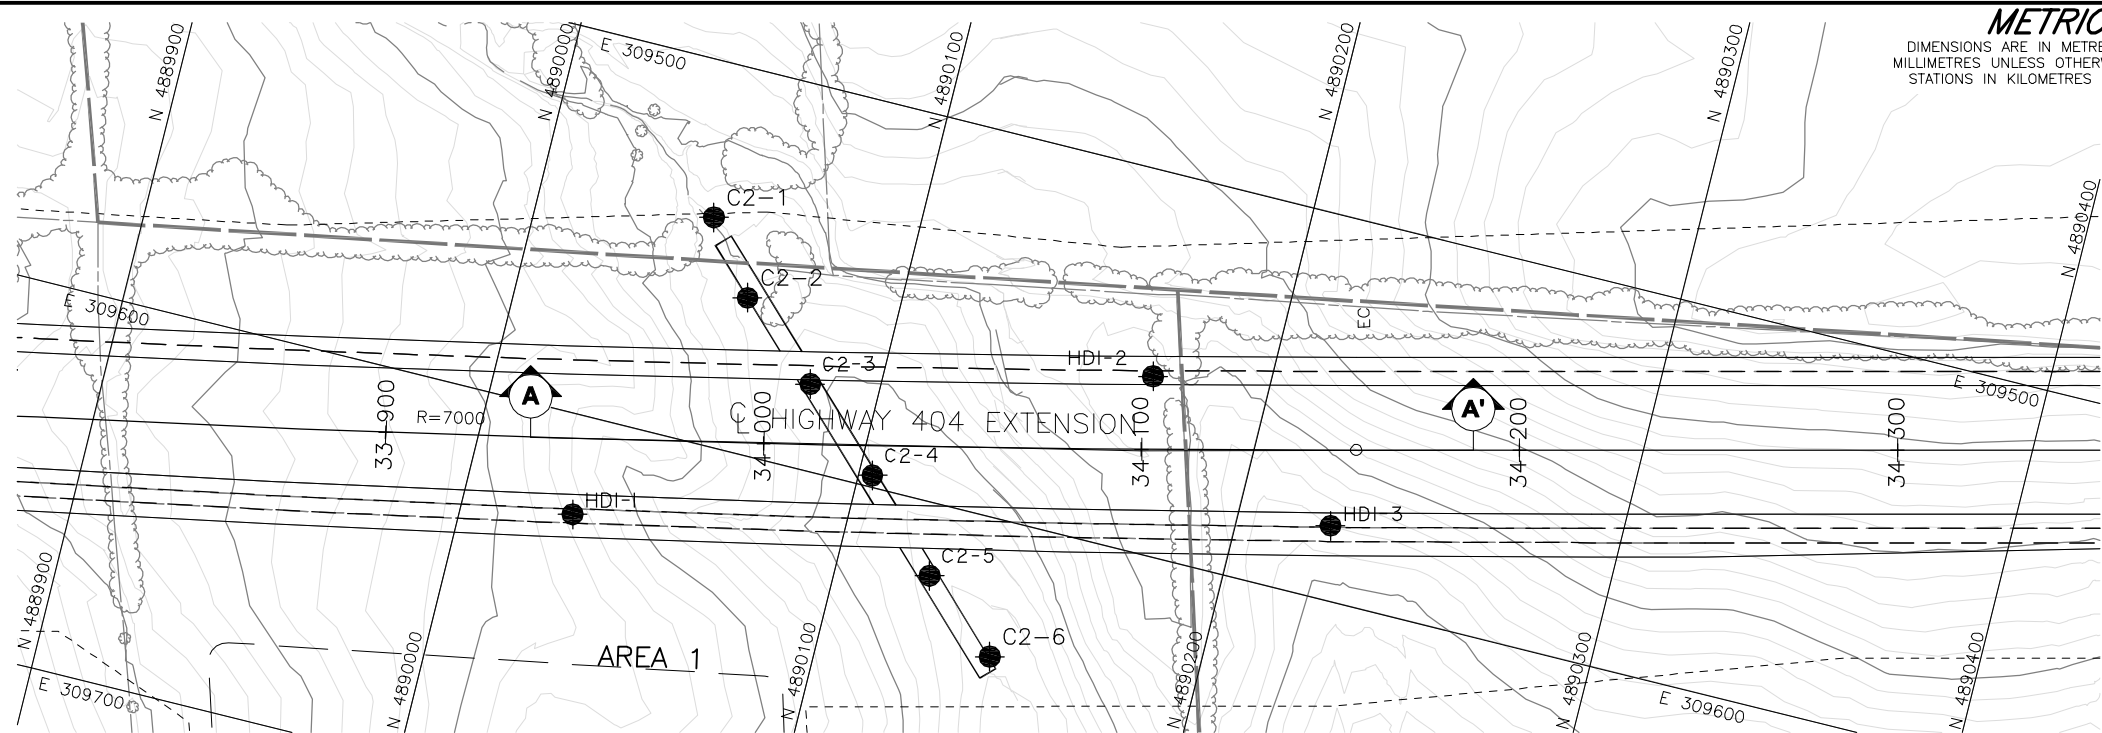 METRIC
DIMENSIONS ARE IN METRE
MILLIMETRES UNLESS OTHERW
STATIONS IN KILOMETRES
N 4889900
N 4890000
E 309500
N 4890100
N 4890200
N 4890300
N 4890400
C2-1
C2-2
E 309600
EC
C2-3
HDI-2
E 309500
A
A'
R=7000
CL HIGHWAY 404 EXTENSION
33-900
34-000
34-100
34-200
34-300
C2-4
HDI-1
HDI-3
C2-5
C2-6
AREA 1
N 4889900
E 309700
N 4890000
N 4890100
N 4890200
N 4890300
E 309600
N 4890400